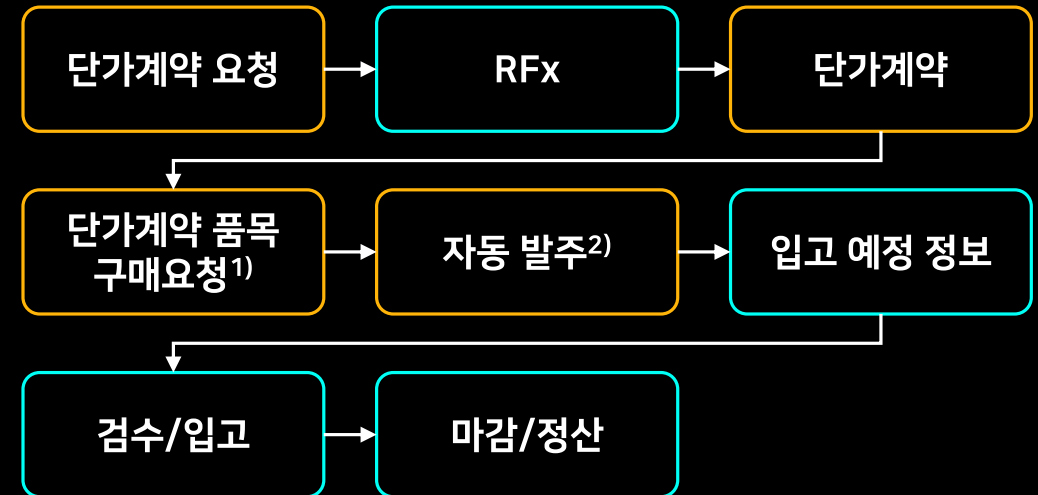 단가계약 요청
RFx
단가계약
단가계약 품목
구매요청1)
자동 발주2)
입고 예정 정보
검수/입고
마감/정산